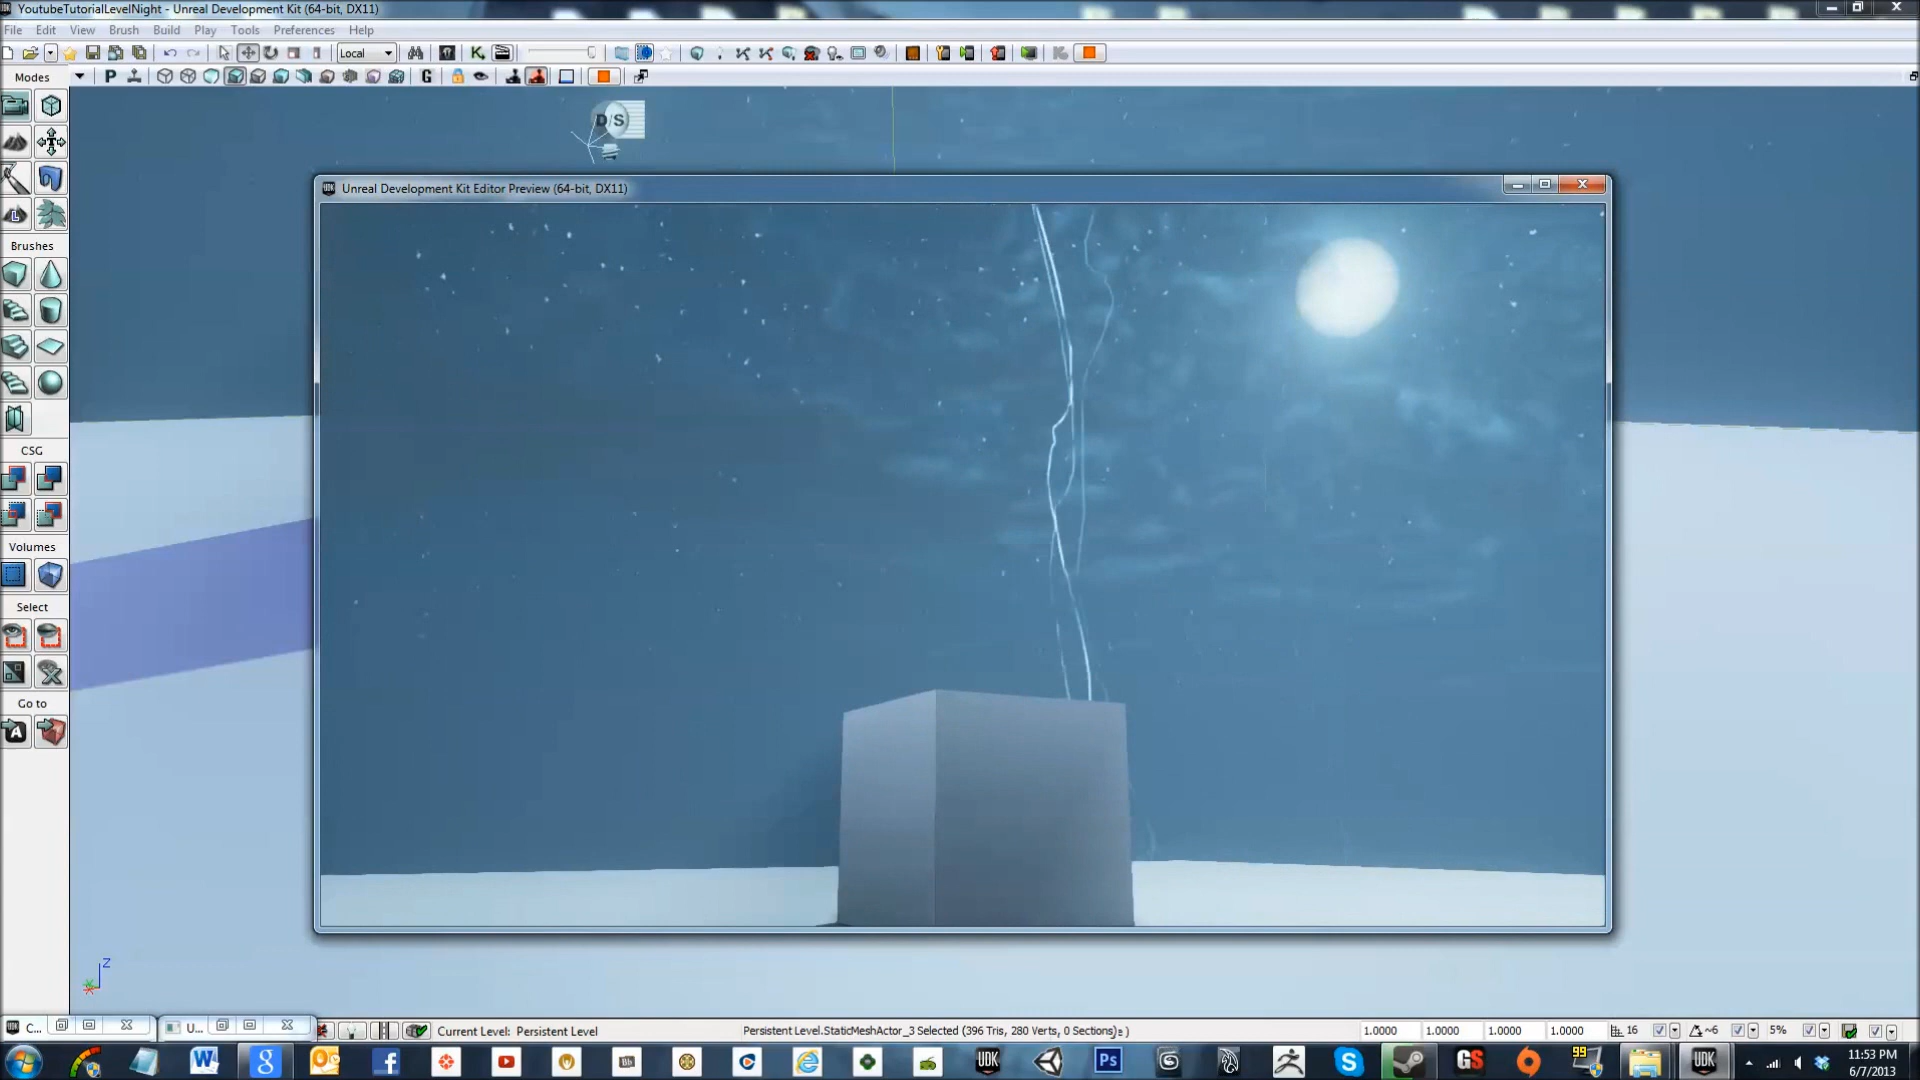 YoutubeTutorialLevelNight - Unreal Development Kit (64-bit, DX11)
File Edit View Brush Build Play Tools Preferences Help
Local
Modes
P
G
D/S
Unreal Development Kit Editor Preview (64-bit, DX11)
Brushes
CSG
Volumes
Select
Go to
Z
C... U...
Current Level: Persistent Level
Persistent Level.StaticMeshActor_3 Selected (396 Tris, 280 Verts, 0 Sections)
1.0000 1.0000 1.0000 1.0000 16 ~6 5%
11:53 PM
6/7/2013